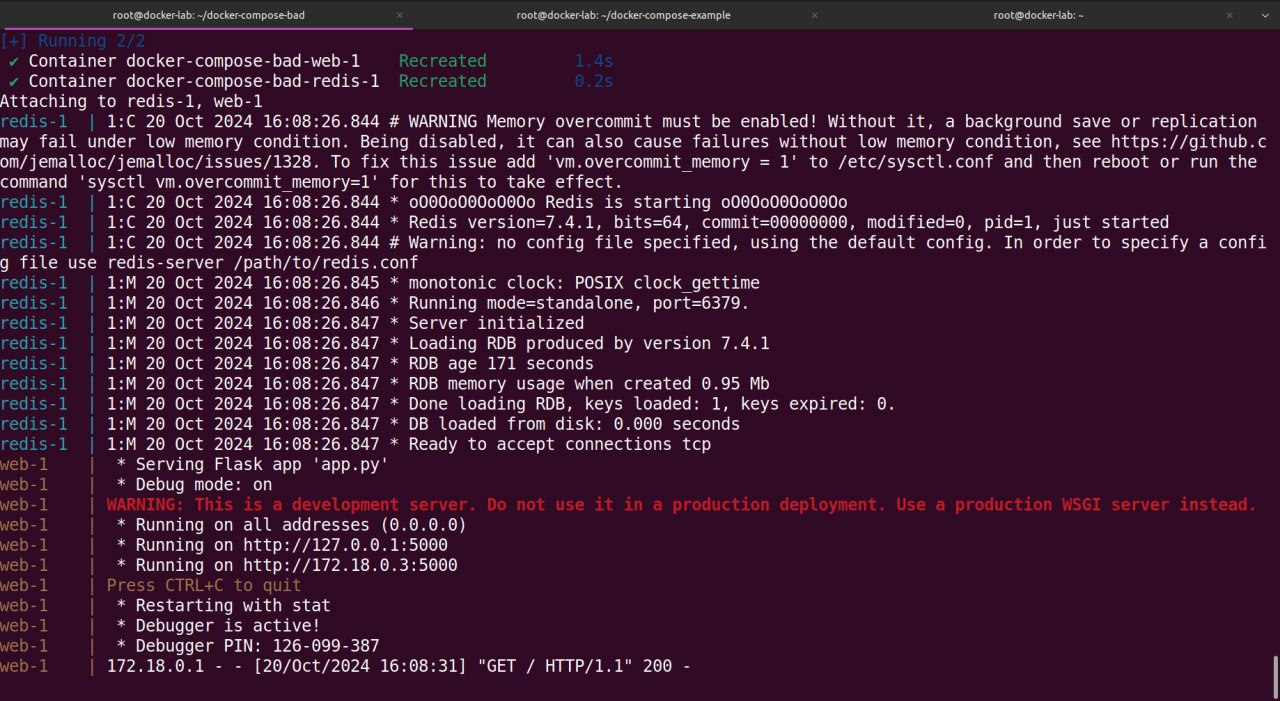 root@docker-lab: ~/docker-compose-bad × root@docker-lab: ~/docker-compose-example × root@docker-lab: ~ ×
[+] Running 2/2
✔ Container docker-compose-bad-web-1 Recreated 1.4s
✔ Container docker-compose-bad-redis-1 Recreated 0.2s
Attaching to redis-1, web-1
redis-1 | 1:C 20 Oct 2024 16:08:26.844 # WARNING Memory overcommit must be enabled! Without it, a background save or replication
may fail under low memory condition. Being disabled, it can also cause failures without low memory condition, see https://github.c
om/jemalloc/jemalloc/issues/1328. To fix this issue add 'vm.overcommit_memory = 1' to /etc/sysctl.conf and then reboot or run the
command 'sysctl vm.overcommit_memory=1' for this to take effect.
redis-1 | 1:C 20 Oct 2024 16:08:26.844 * oO0OoO0OoO0Oo Redis is starting oO0OoO0OoO0Oo
redis-1 | 1:C 20 Oct 2024 16:08:26.844 * Redis version=7.4.1, bits=64, commit=00000000, modified=0, pid=1, just started
redis-1 | 1:C 20 Oct 2024 16:08:26.844 # Warning: no config file specified, using the default config. In order to specify a confi
g file use redis-server /path/to/redis.conf
redis-1 | 1:M 20 Oct 2024 16:08:26.845 * monotonic clock: POSIX clock_gettime
redis-1 | 1:M 20 Oct 2024 16:08:26.846 * Running mode=standalone, port=6379.
redis-1 | 1:M 20 Oct 2024 16:08:26.847 * Server initialized
redis-1 | 1:M 20 Oct 2024 16:08:26.847 * Loading RDB produced by version 7.4.1
redis-1 | 1:M 20 Oct 2024 16:08:26.847 * RDB age 171 seconds
redis-1 | 1:M 20 Oct 2024 16:08:26.847 * RDB memory usage when created 0.95 Mb
redis-1 | 1:M 20 Oct 2024 16:08:26.847 * Done loading RDB, keys loaded: 1, keys expired: 0.
redis-1 | 1:M 20 Oct 2024 16:08:26.847 * DB loaded from disk: 0.000 seconds
redis-1 | 1:M 20 Oct 2024 16:08:26.847 * Ready to accept connections tcp
web-1 | * Serving Flask app 'app.py'
web-1 | * Debug mode: on
web-1 | WARNING: This is a development server. Do not use it in a production deployment. Use a production WSGI server instead.
web-1 | * Running on all addresses (0.0.0.0)
web-1 | * Running on http://127.0.0.1:5000
web-1 | * Running on http://172.18.0.3:5000
web-1 | Press CTRL+C to quit
web-1 | * Restarting with stat
web-1 | * Debugger is active!
web-1 | * Debugger PIN: 126-099-387
web-1 | 172.18.0.1 - - [20/Oct/2024 16:08:31] "GET / HTTP/1.1" 200 -